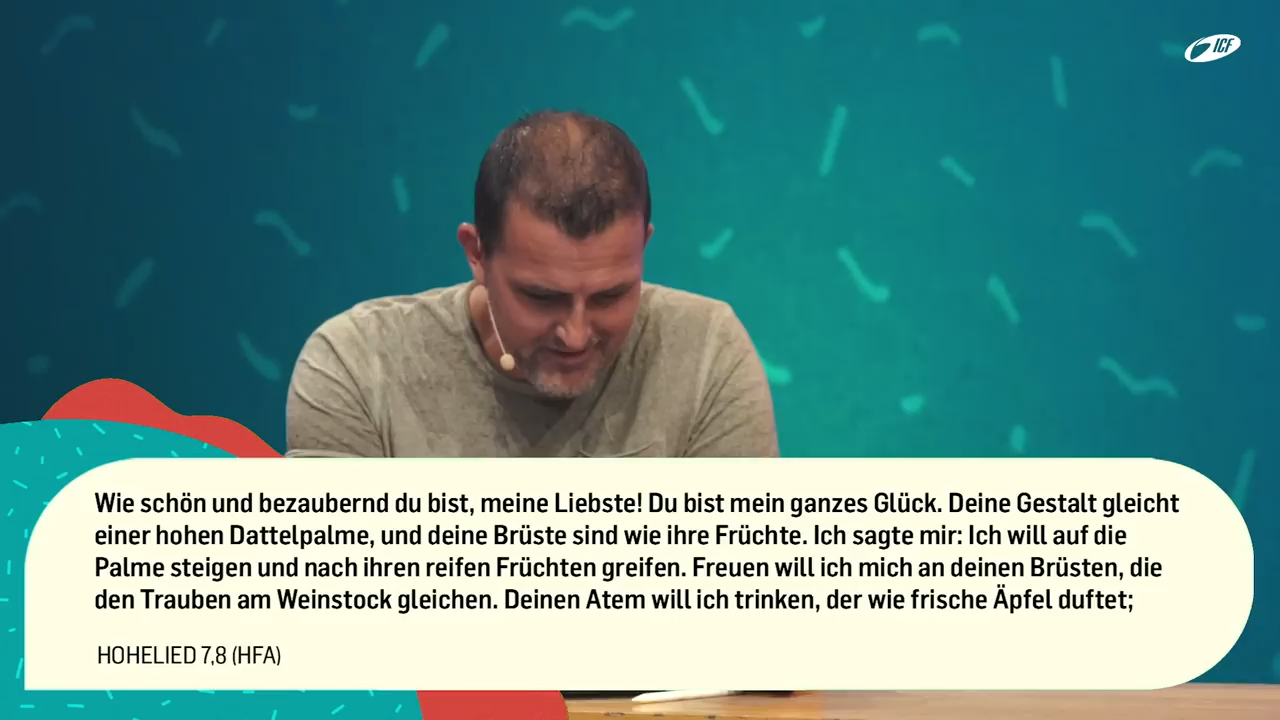 ICF
Wie schön und bezaubernd du bist, meine Liebste! Du bist mein ganzes Glück. Deine Gestalt gleicht
einer hohen Dattelpalme, und deine Brüste sind wie ihre Früchte. Ich sagte mir: Ich will auf die
Palme steigen und nach ihren reifen Früchten greifen. Freuen will ich mich an deinen Brüsten, die
den Trauben am Weinstock gleichen. Deinen Atem will ich trinken, der wie frische Äpfel duftet;
HOHELIED 7,8 (HFA)